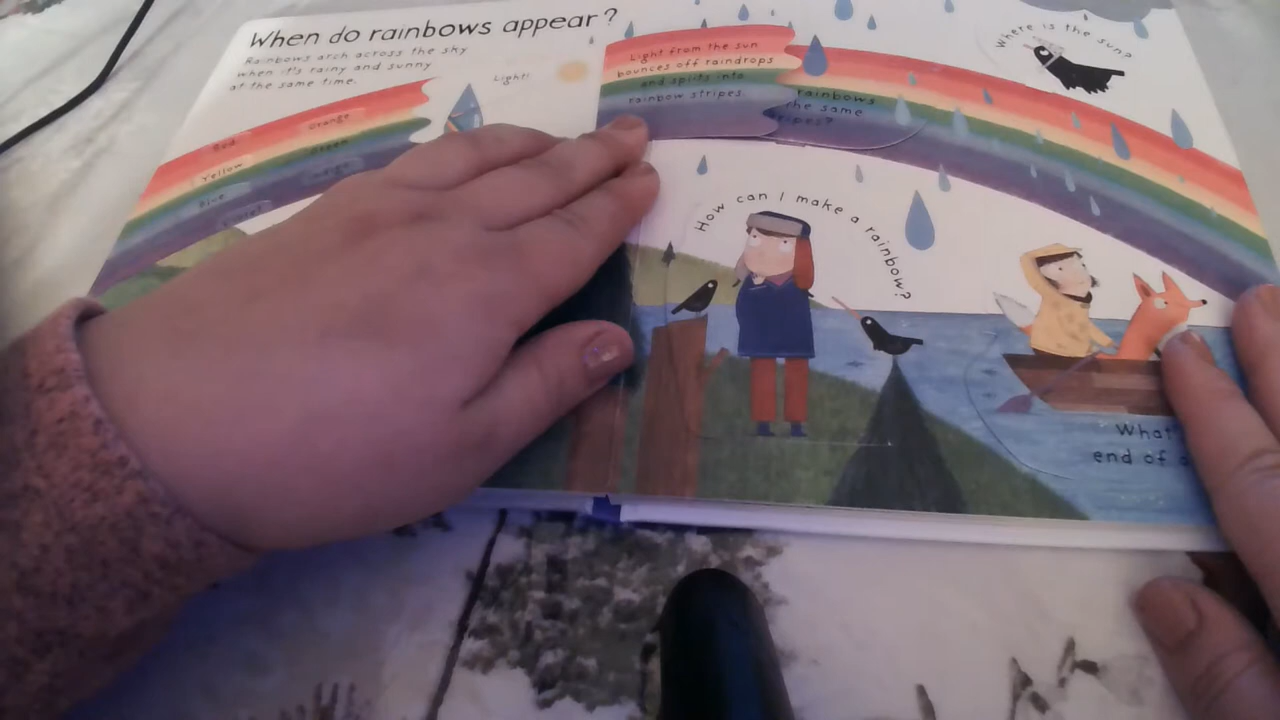 When do rainbows appear?
Rainbows arch across the sky
when it's rainy and sunny
at the same time.
Light!
Red
Orange
Yellow
Green
Blue
Violet
Light from the sun
bounces off raindrops
and splits into
rainbow stripes.
rainbows
the same
stripes?
Where is the sun?
How can I make a rainbow?
What
end of